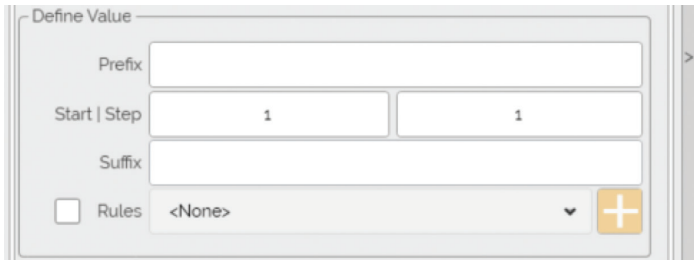 Define Value
Prefix
>
Start | Step 1 1
Suffix
Rules <None>